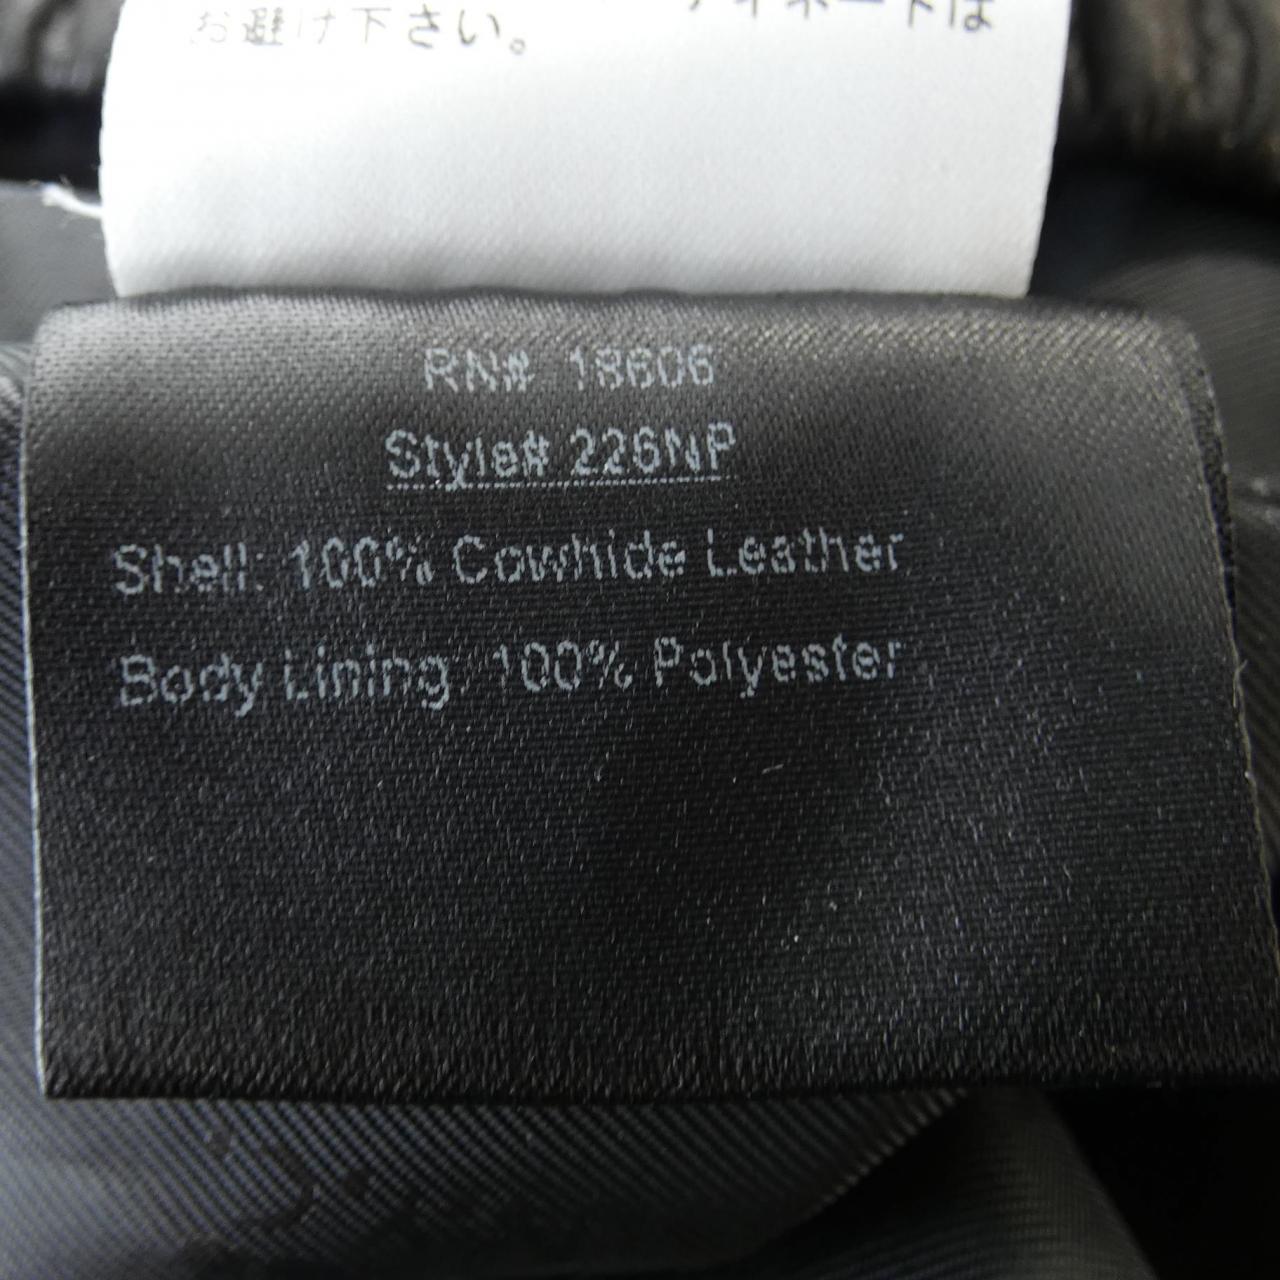 お避け下さい。
RN# 18606
Style# 226NP
Shell: 100% Cowhide Leather
Body Lining: 100% Polyester